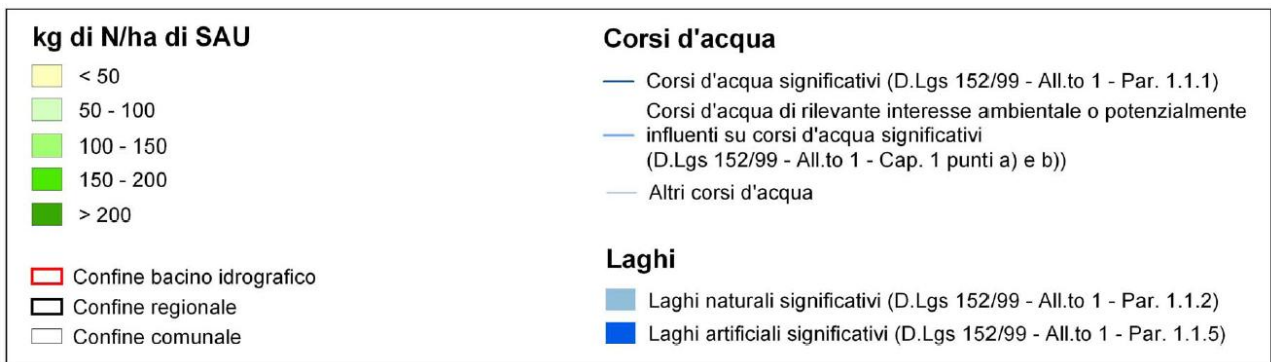 kg di N/ha di SAU
< 50
50 - 100
100 - 150
150 - 200
> 200
Confine bacino idrografico
Confine regionale
Confine comunale
Corsi d'acqua
Corsi d'acqua significativi (D.Lgs 152/99 - All.to 1 - Par. 1.1.1)
Corsi d'acqua di rilevante interesse ambientale o potenzialmente
influenti su corsi d'acqua significativi
(D.Lgs 152/99 - All.to 1 - Cap. 1 punti a) e b))
Altri corsi d'acqua
Laghi
Laghi naturali significativi (D.Lgs 152/99 - All.to 1 - Par. 1.1.2)
Laghi artificiali significativi (D.Lgs 152/99 - All.to 1 - Par. 1.1.5)